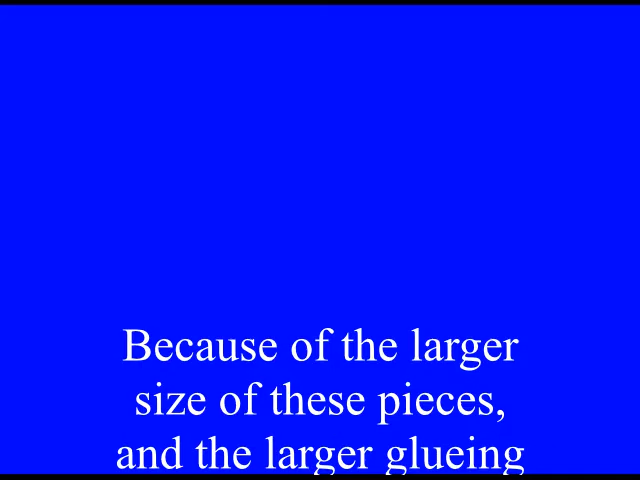 Because of the larger
size of these pieces,
and the larger glueing